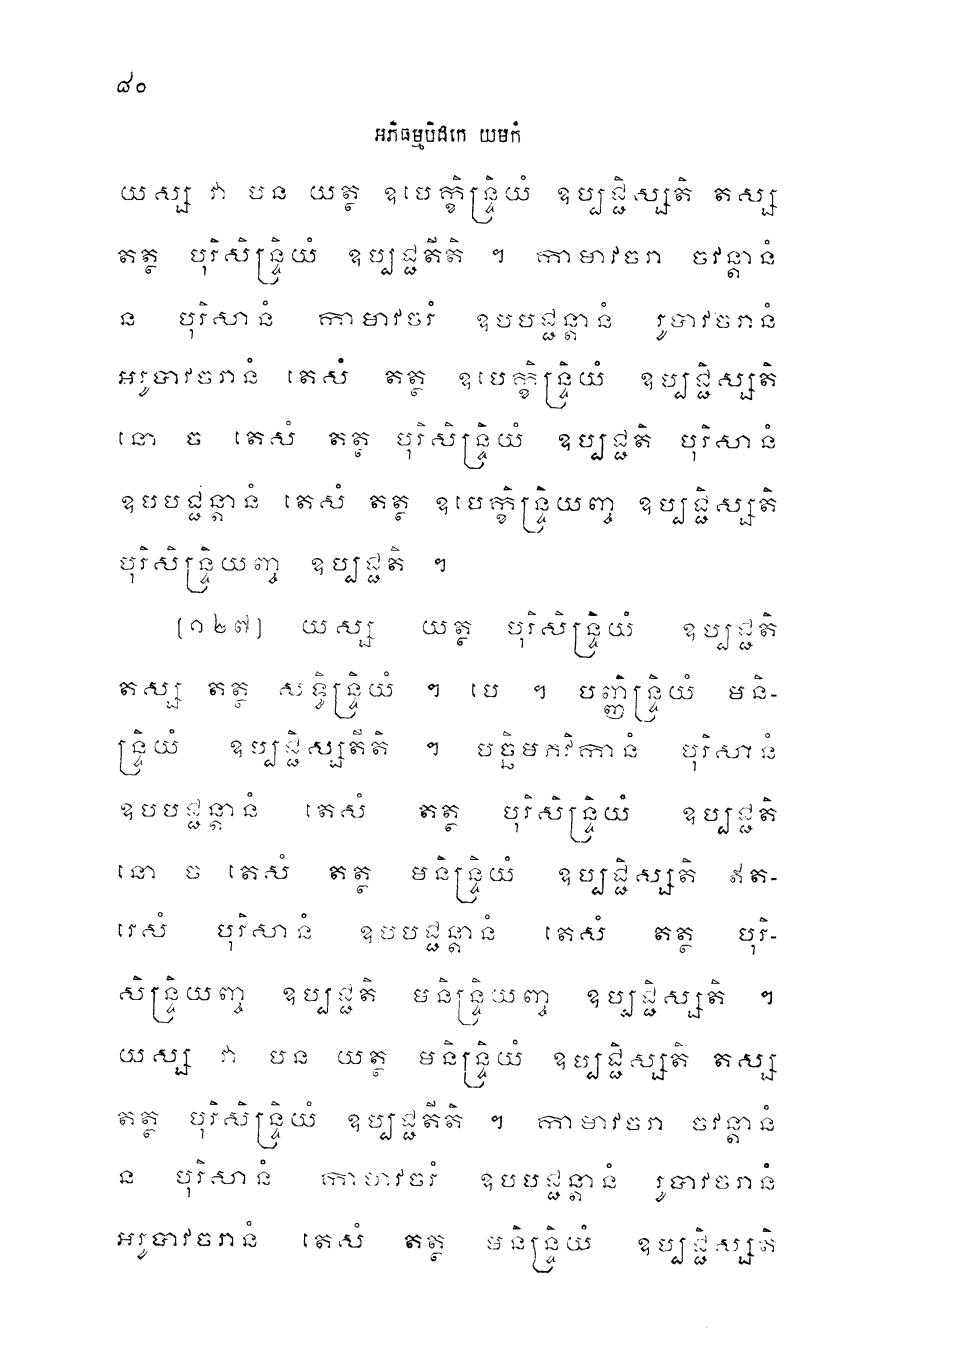 ៨០
អភិធម្មបិដកេ យមកំ
យស្ស វា បន យត្ថ ឧបេក្ខិន្ទ្រិយំ ឧប្បជ្ជិស្សតិ តស្ស
តត្ថ បុរិសិន្ទ្រិយំ ឧប្បជ្ជតីតិ ។ កាមាវចរា ចវន្តានំ
ន បុរិសានំ កាមាវចរំ ឧបបជ្ជន្តានំ រូបាវចរានំ
អរូបាវចរានំ តេសំ តត្ថ ឧបេក្ខិន្ទ្រិយំ ឧប្បជ្ជិស្សតិ
នោ ច តេសំ តត្ថ បុរិសិន្ទ្រិយំ ឧប្បជ្ជតិ បុរិសានំ
ឧបបជ្ជន្តានំ តេសំ តត្ថ ឧបេក្ខិន្ទ្រិយញ្ច ឧប្បជ្ជិស្សតិ
បុរិសិន្ទ្រិយញ្ច ឧប្បជ្ជតិ ។
[១២៧] យស្ស យត្ថ បុរិសិន្ទ្រិយំ ឧប្បជ្ជតិ
តស្ស តត្ថ សទ្ធិន្ទ្រិយំ ។ បេ ។ បញ្ញិន្ទ្រិយំ មនិ-
ន្ទ្រិយំ ឧប្បជ្ជិស្សតីតិ ។ បច្ឆិមភវិកានំ បុរិសានំ
ឧបបជ្ជន្តានំ តេសំ តត្ថ បុរិសិន្ទ្រិយំ ឧប្បជ្ជតិ
នោ ច តេសំ តត្ថ មនិន្ទ្រិយំ ឧប្បជ្ជិស្សតិ ឥត-
រេសំ បុរិសានំ ឧបបជ្ជន្តានំ តេសំ តត្ថ បុរិ-
សិន្ទ្រិយញ្ច ឧប្បជ្ជតិ មនិន្ទ្រិយញ្ច ឧប្បជ្ជិស្សតិ ។
យស្ស វា បន យត្ថ មនិន្ទ្រិយំ ឧប្បជ្ជិស្សតិ តស្ស
តត្ថ បុរិសិន្ទ្រិយំ ឧប្បជ្ជតីតិ ។ កាមាវចរា ចវន្តានំ
ន បុរិសានំ កាមាវចរំ ឧបបជ្ជន្តានំ រូបាវចរានំ
អរូបាវចរានំ តេសំ តត្ថ មនិន្ទ្រិយំ ឧប្បជ្ជិស្សតិ